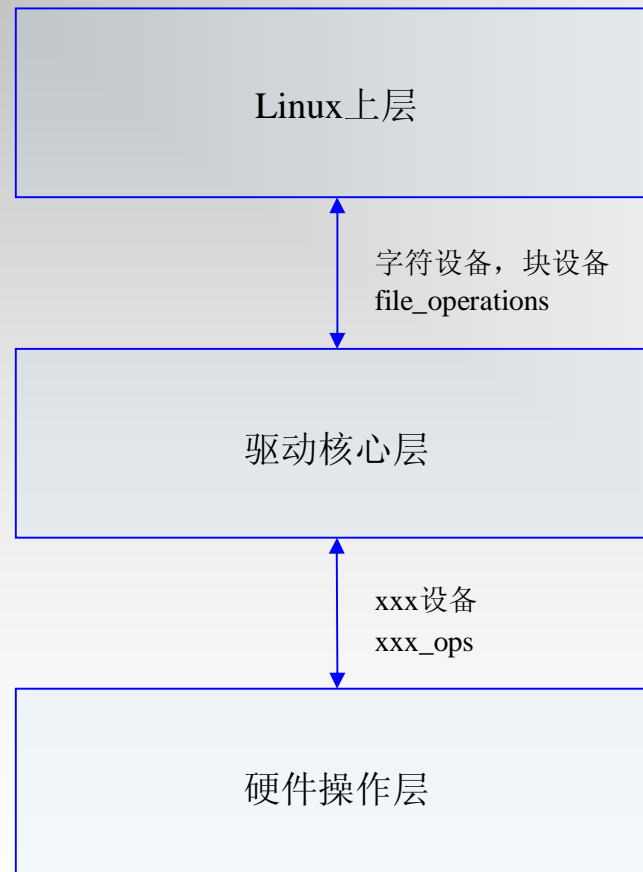 Linux上层
字符设备，块设备
file_operations
驱动核心层
xxx设备
xxx_ops
硬件操作层